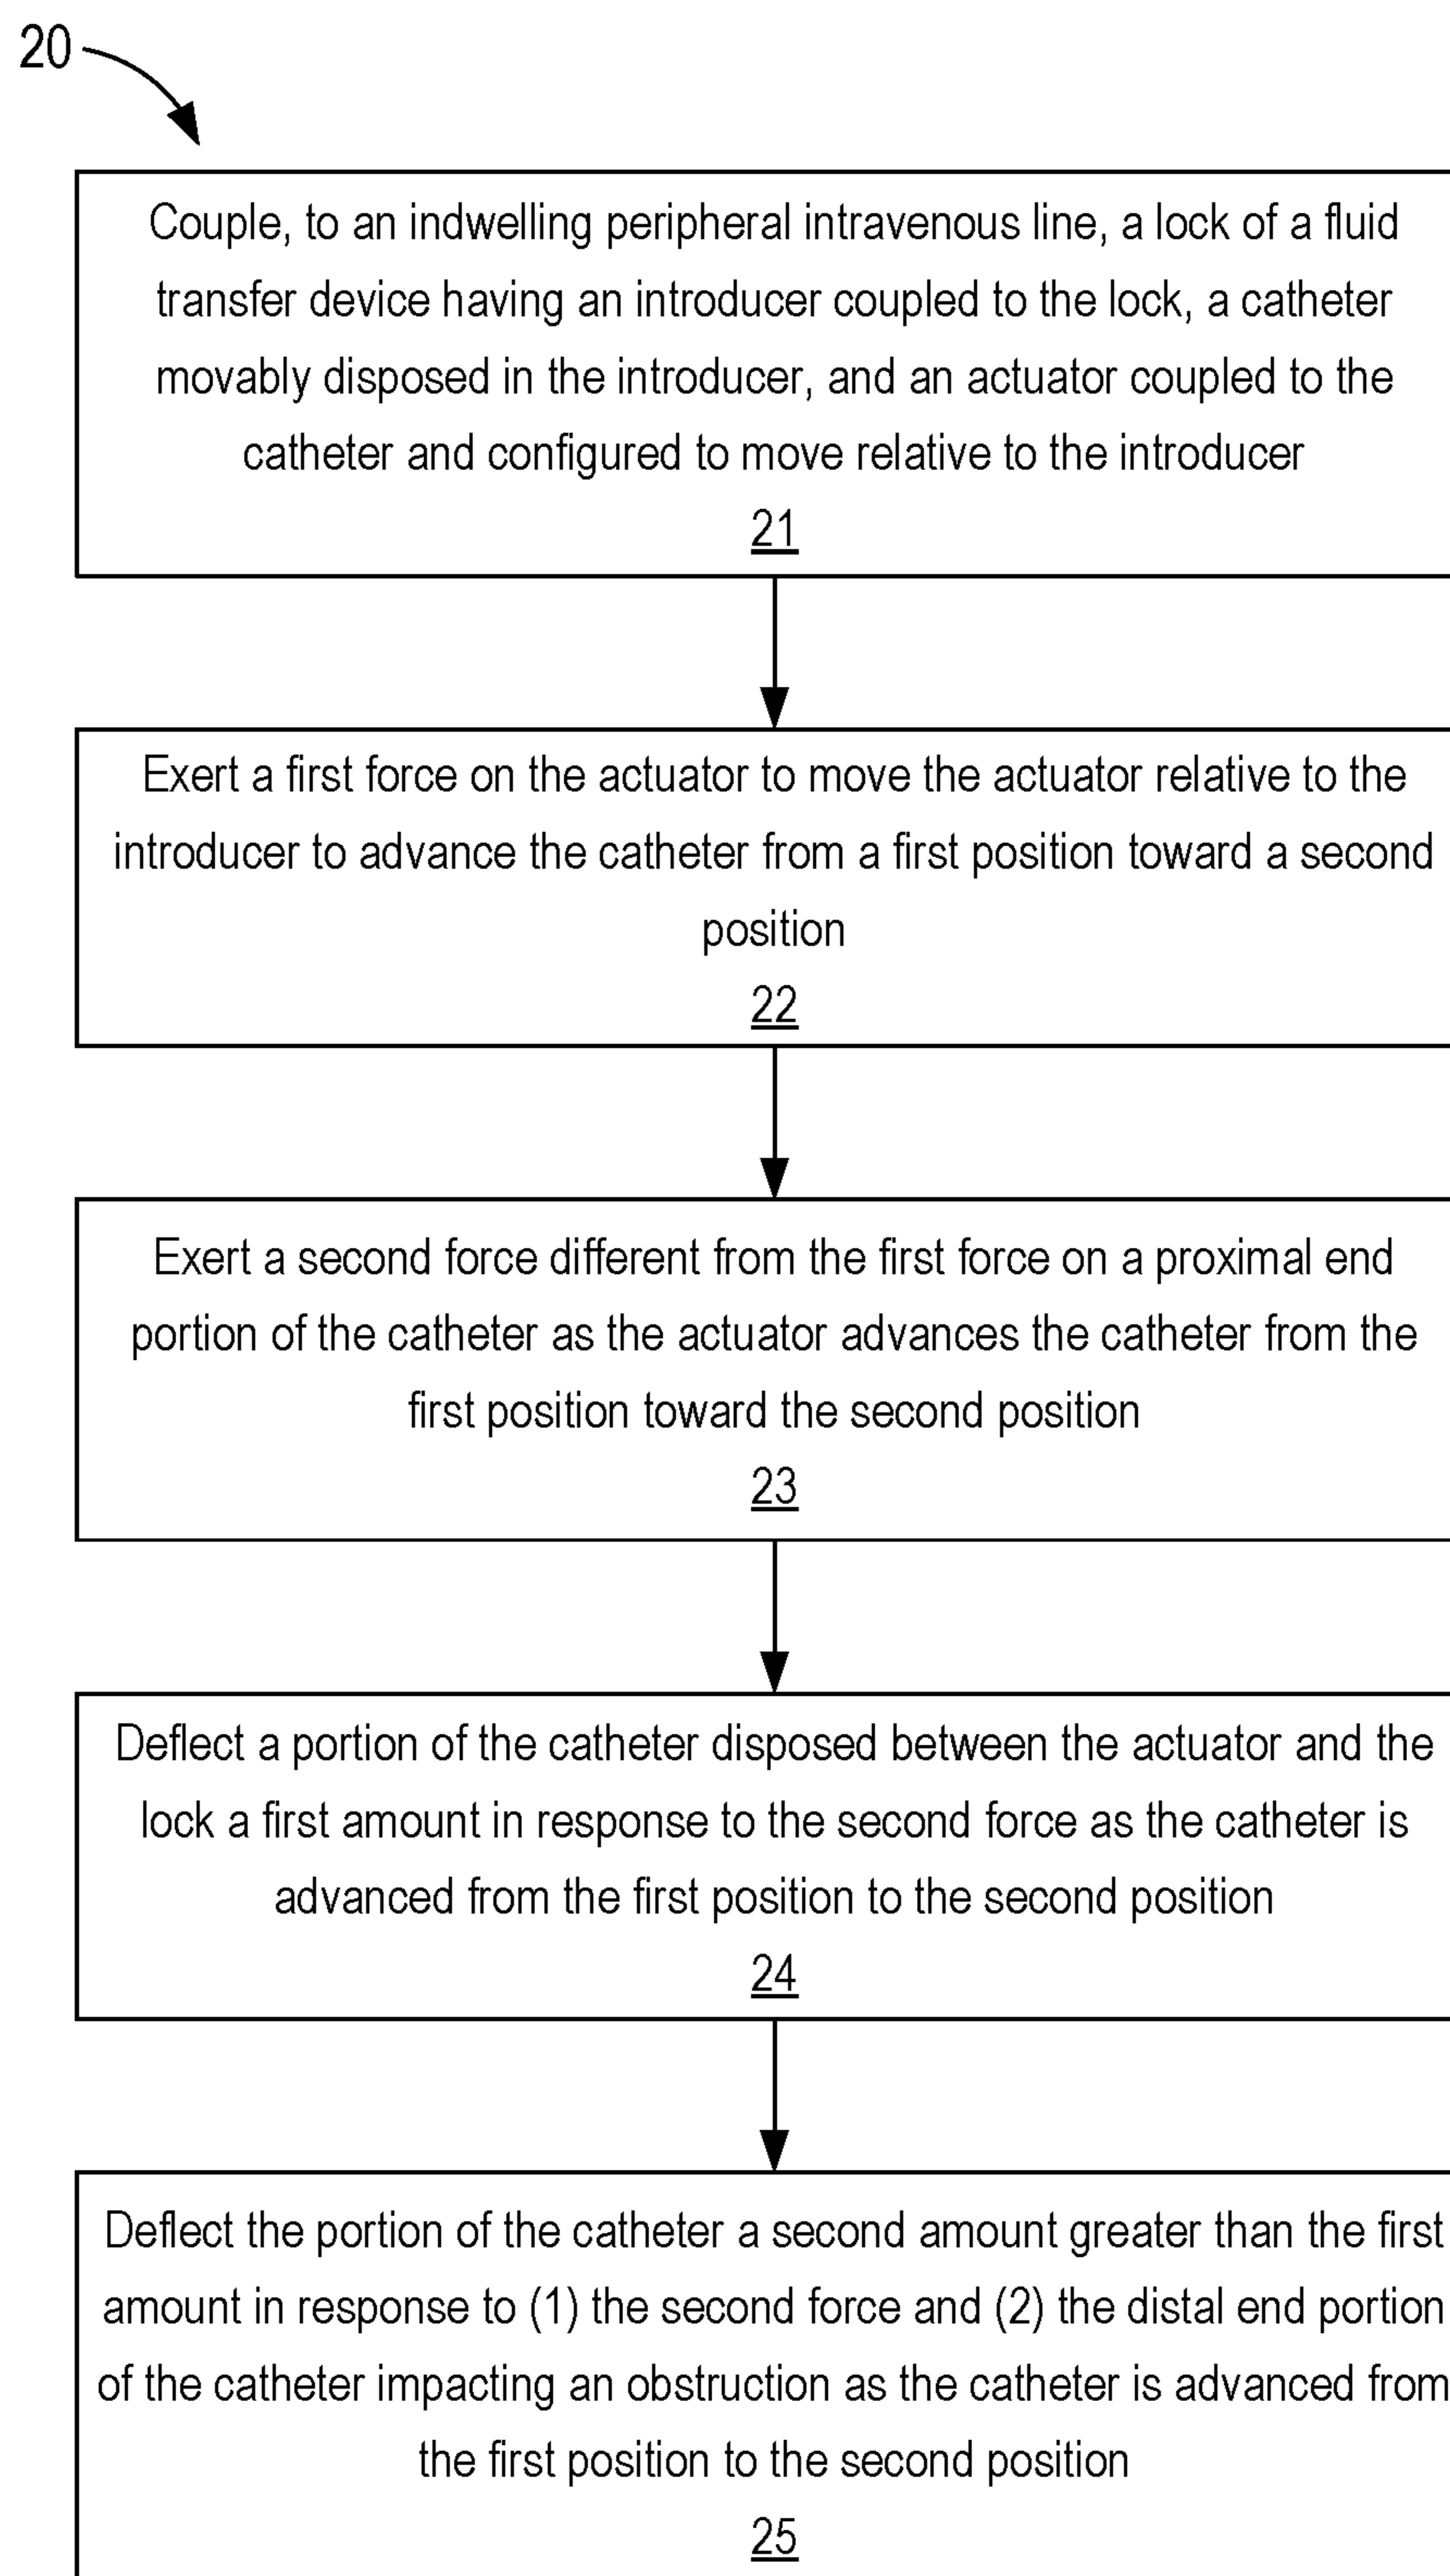 20
Couple, to an indwelling peripheral intravenous line, a lock of a fluid
transfer device having an introducer coupled to the lock, a catheter
movably disposed in the introducer, and an actuator coupled to the
catheter and configured to move relative to the introducer
21
Exert a first force on the actuator to move the actuator relative to the
introducer to advance the catheter from a first position toward a second
position
22
Exert a second force different from the first force on a proximal end
portion of the catheter as the actuator advances the catheter from the
first position toward the second position
23
Deflect a portion of the catheter disposed between the actuator and the
lock a first amount in response to the second force as the catheter is
advanced from the first position to the second position
24
Deflect the portion of the catheter a second amount greater than the first
amount in response to (1) the second force and (2) the distal end portion
of the catheter impacting an obstruction as the catheter is advanced from
the first position to the second position
25